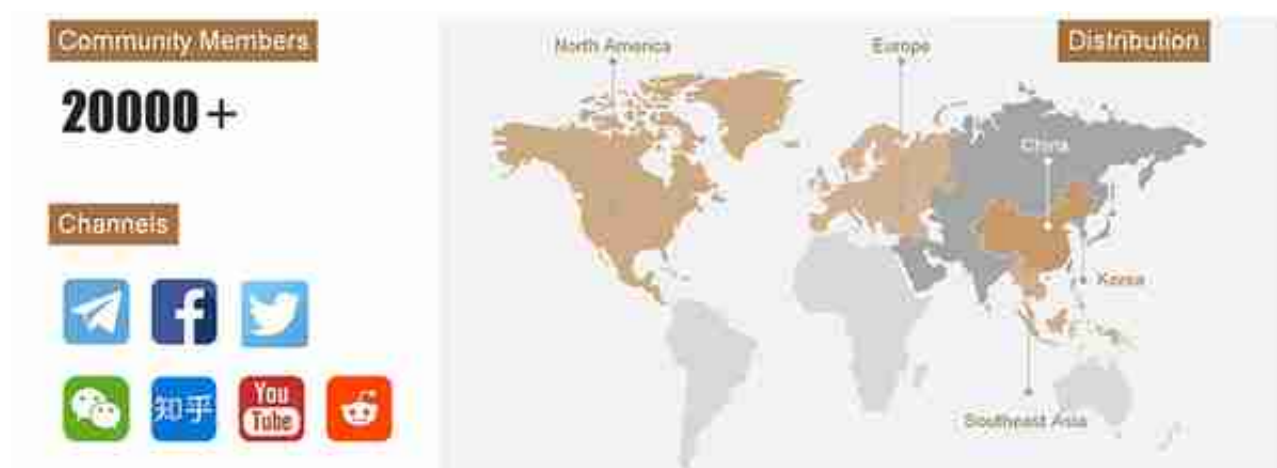 Community Members
20000+
Channels
知乎
You
Tube
North America
Europe
Distribution
China
Korea
Southeast Asia